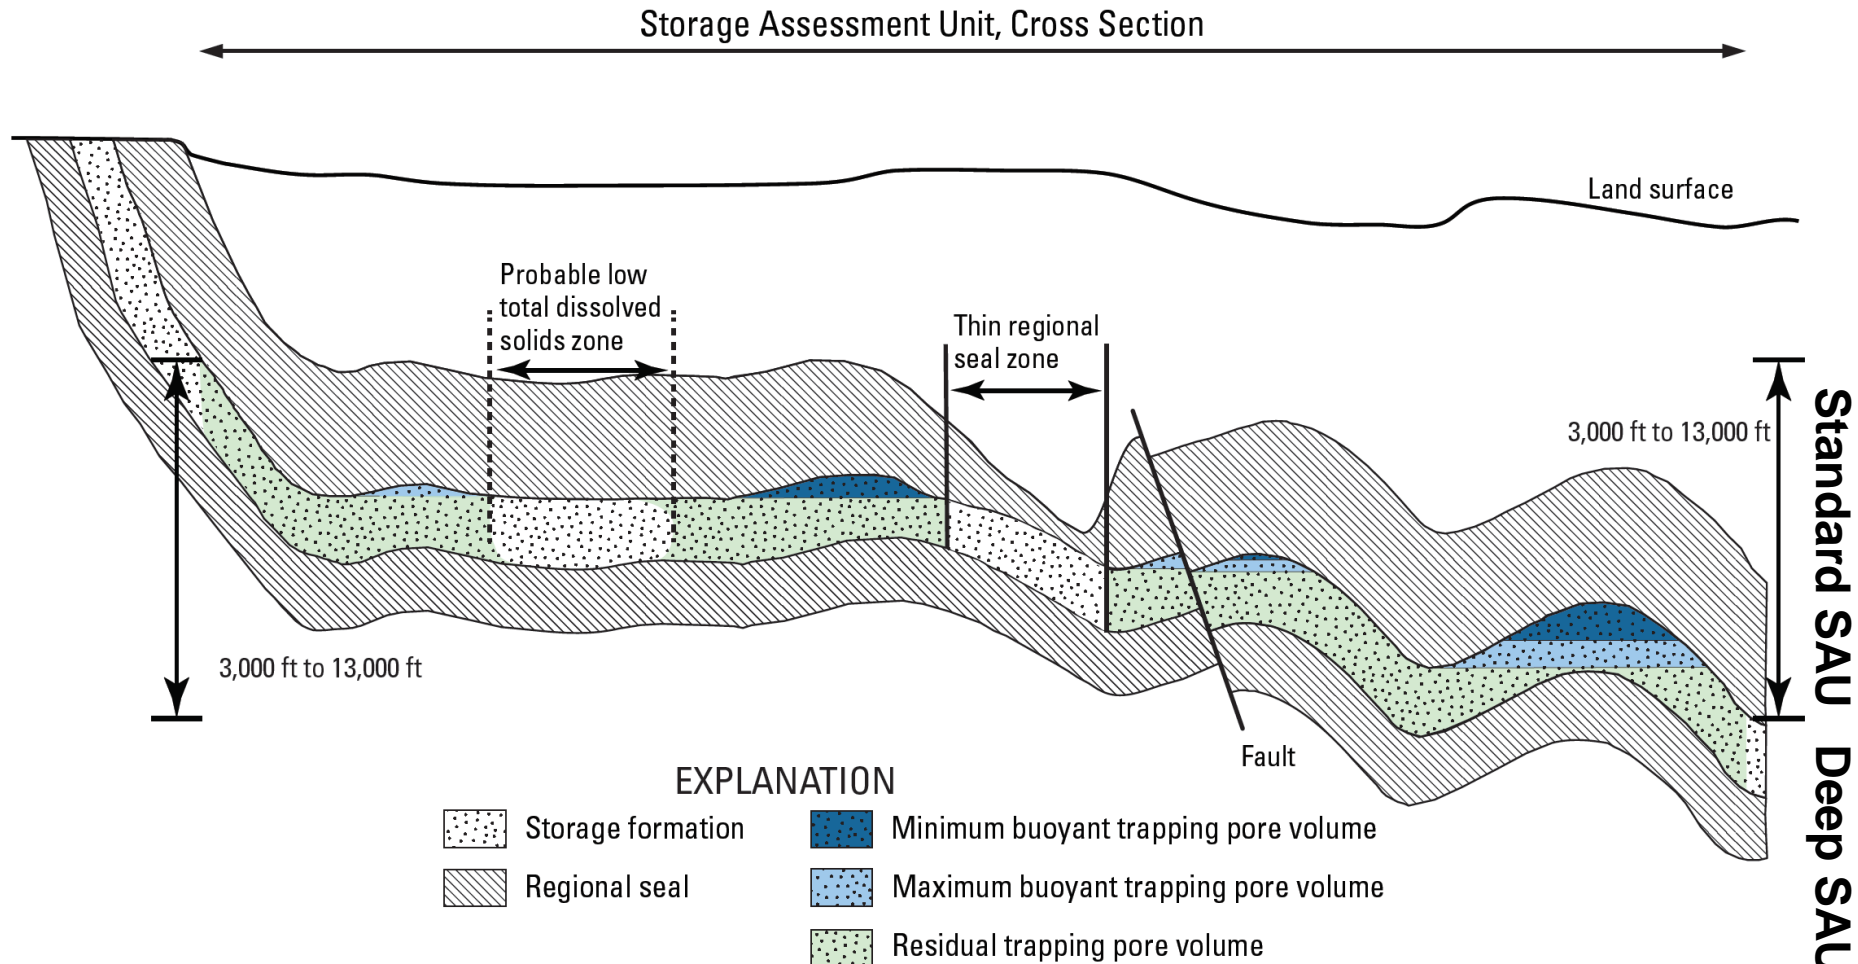 Storage Assessment Unit, Cross Section
Land surface
Probable low
total dissolved
solids zone
Thin regional
seal zone
3,000 ft to 13,000 ft
3,000 ft to 13,000 ft
Standard SAU
Deep SAU
Fault
EXPLANATION
Storage formation
Regional seal
Minimum buoyant trapping pore volume
Maximum buoyant trapping pore volume
Residual trapping pore volume